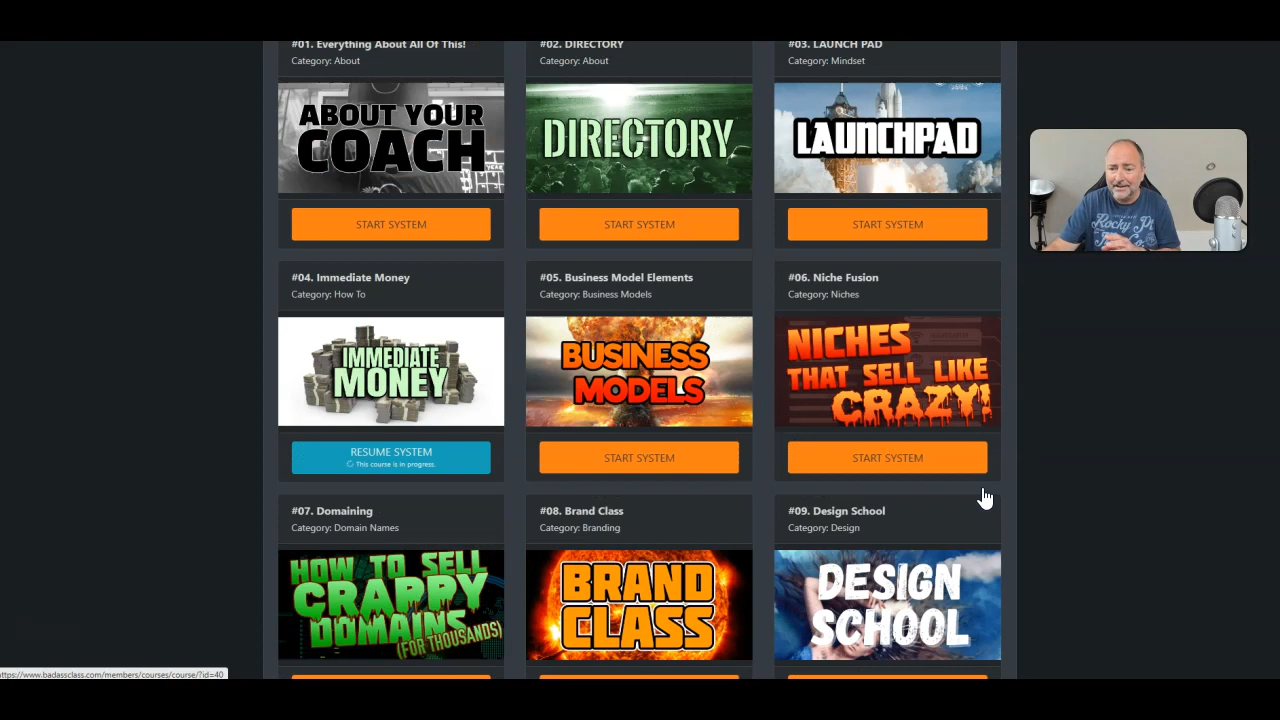 #01. Everything About All Of This!
Category: About
ABOUT YOUR
COACH
START SYSTEM
#02. DIRECTORY
Category: About
DIRECTORY
START SYSTEM
#03. LAUNCH PAD
Category: Mindset
LAUNCHPAD
START SYSTEM
#04. Immediate Money
Category: How To
IMMEDIATE
MONEY
RESUME SYSTEM
This course is in progress.
#05. Business Model Elements
Category: Business Models
BUSINESS
MODELS
START SYSTEM
#06. Niche Fusion
Category: Niches
NICHES
THAT SELL LIKE
CRAZY!
START SYSTEM
#07. Domaining
Category: Domain Names
HOW TO SELL
CRAPPY
DOMAINS
(FOR THOUSANDS)
#08. Brand Class
Category: Branding
BRAND
CLASS
#09. Design School
Category: Design
DESIGN
SCHOOL
https://www.badassclass.com/members/courses/course/?id=40